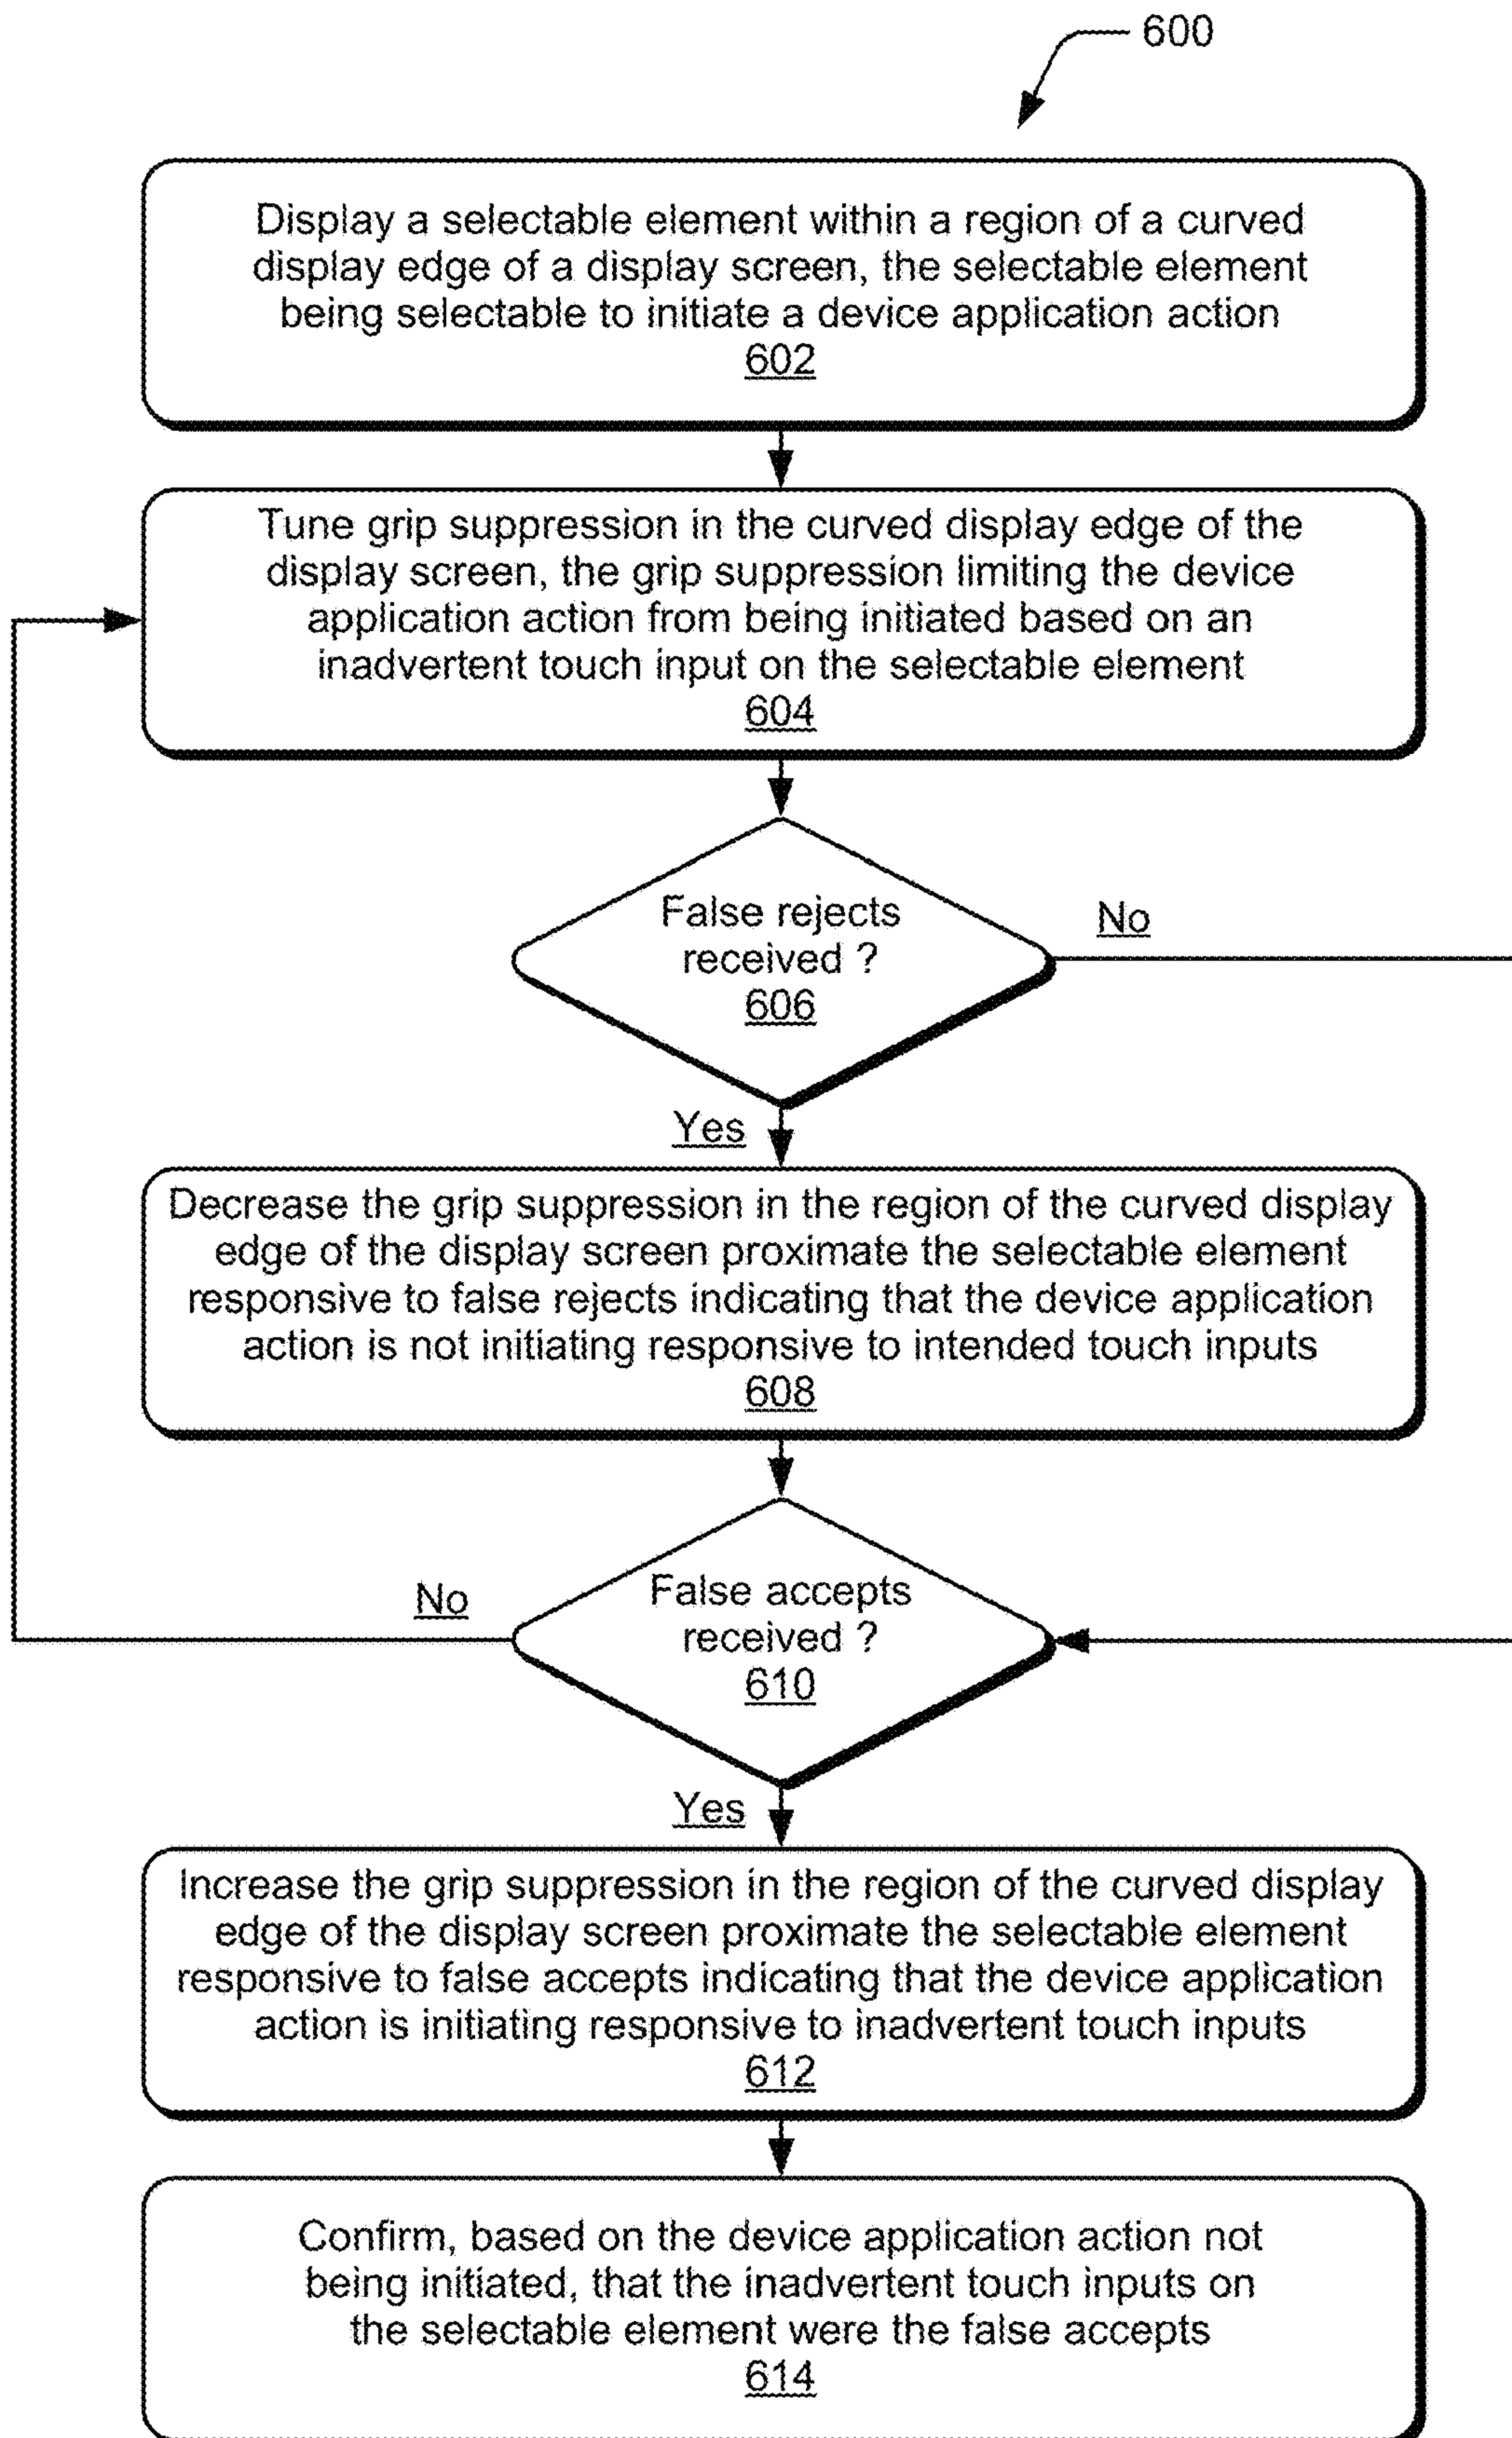 600
Display a selectable element within a region of a curved
display edge of a display screen, the selectable element
being selectable to initiate a device application action
602
Tune grip suppression in the curved display edge of the
display screen, the grip suppression limiting the device
application action from being initiated based on an
inadvertent touch input on the selectable element
604
False rejects
received ?
606
No
Yes
Decrease the grip suppression in the region of the curved display
edge of the display screen proximate the selectable element
responsive to false rejects indicating that the device application
action is not initiating responsive to intended touch inputs
608
False accepts
received ?
610
No
Yes
Increase the grip suppression in the region of the curved display
edge of the display screen proximate the selectable element
responsive to false accepts indicating that the device application
action is initiating responsive to inadvertent touch inputs
612
Confirm, based on the device application action not
being initiated, that the inadvertent touch inputs on
the selectable element were the false accepts
614